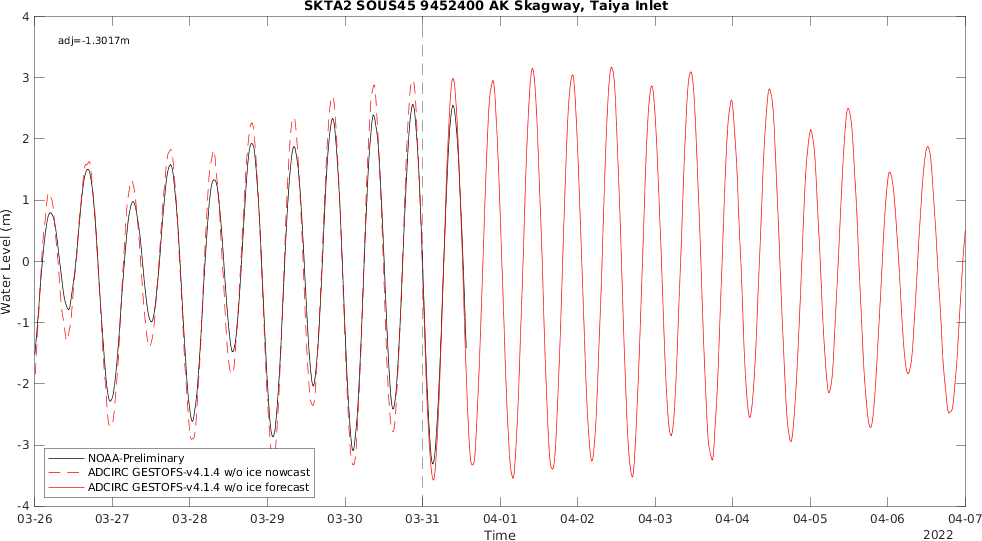 SKTA2 SOUS45 9452400 AK Skagway, Taiya Inlet
adj=-1.3017m
4
3
2
1
0
-1
-2
-3
-4
Water Level (m)
NOAA-Preliminary
ADCIRC GESTOFS-v4.1.4 w/o ice nowcast
ADCIRC GESTOFS-v4.1.4 w/o ice forecast
03-26 03-27 03-28 03-29 03-30 03-31 04-01 04-02 04-03 04-04 04-05 04-06 04-07
Time
2022